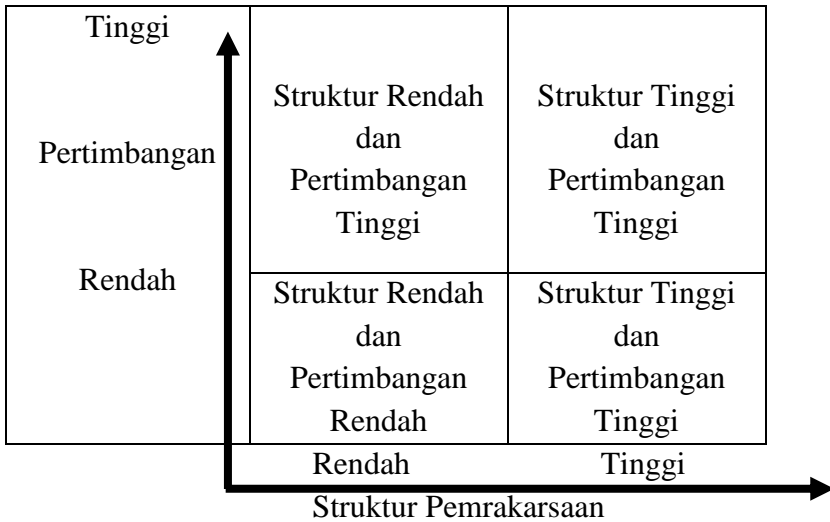 Tinggi
Pertimbangan
Rendah
Struktur Rendah
dan
Pertimbangan
Tinggi
Struktur Tinggi
dan
Pertimbangan
Tinggi
Struktur Rendah
dan
Pertimbangan
Rendah
Struktur Tinggi
dan
Pertimbangan
Tinggi
Rendah
Tinggi
Struktur Pemrakarsaan